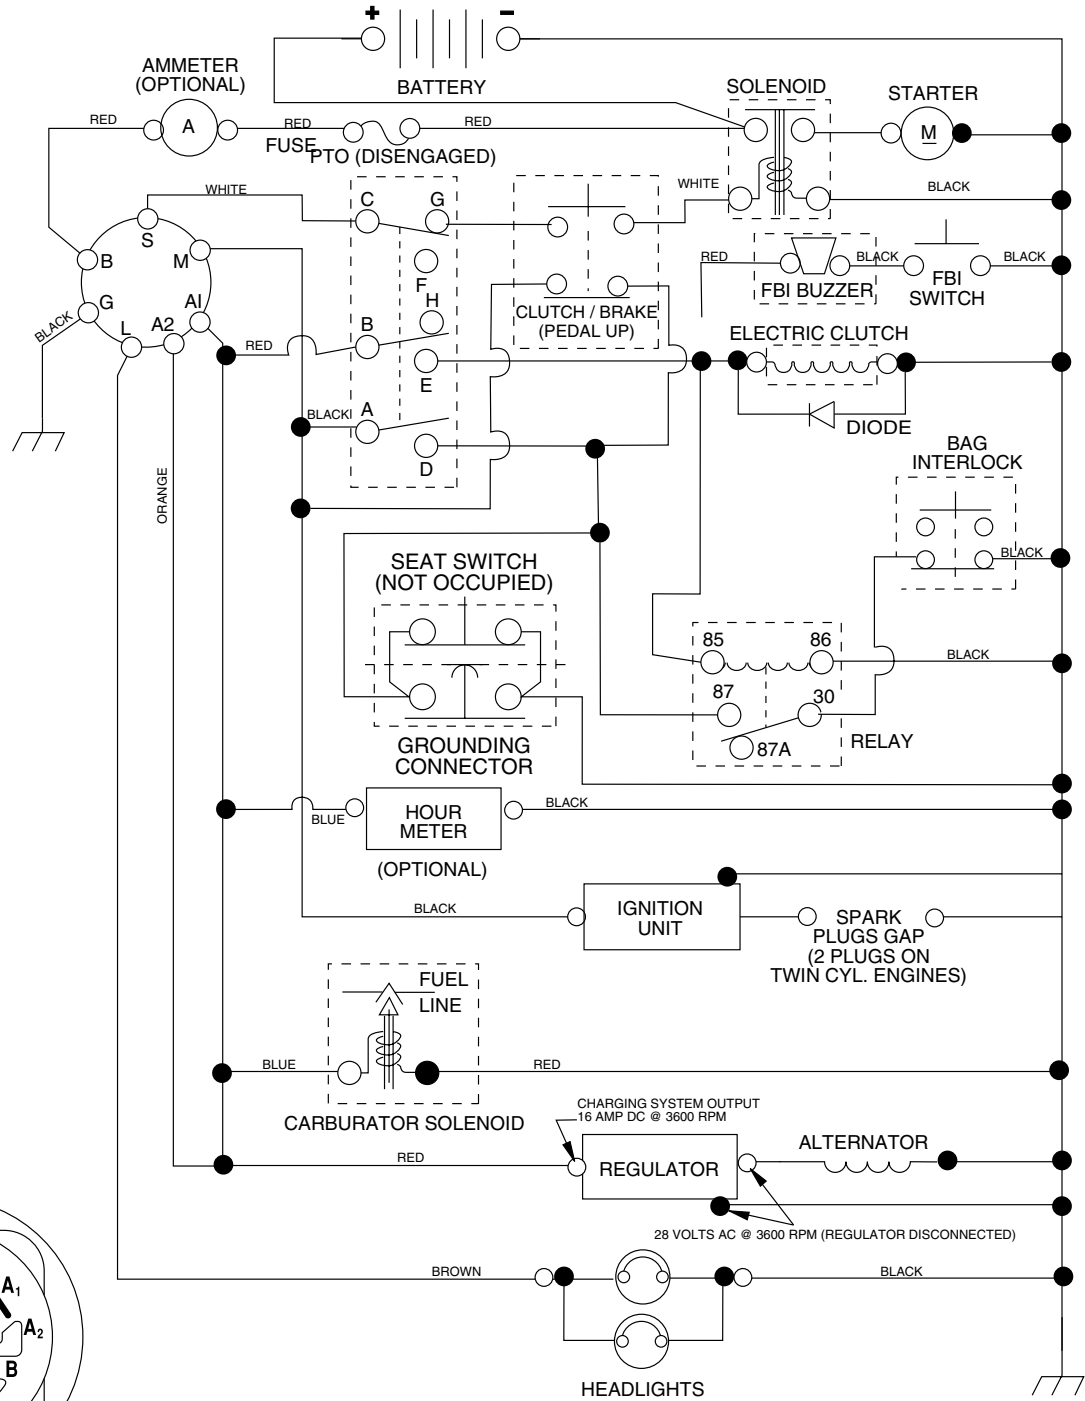 +
−
BATTERY
AMMETER
(OPTIONAL)
SOLENOID
STARTER
RED
A
RED
FUSE
RED
M
PTO (DISENGAGED)
WHITE
C
G
WHITE
BLACK
S
B
M
F
H
CLUTCH / BRAKE
(PEDAL UP)
RED
BLACK
BLACK
FBI BUZZER
FBI
SWITCH
G
L
A2
AI
BLACK
RED
B
E
ELECTRIC CLUTCH
DIODE
BLACK
A
D
BAG
INTERLOCK
ORANGE
BLACK
SEAT SWITCH
(NOT OCCUPIED)
85
86
BLACK
87
30
87A
RELAY
GROUNDING
CONNECTOR
BLUE
HOUR
METER
BLACK
(OPTIONAL)
BLACK
IGNITION
UNIT
SPARK
PLUGS GAP
(2 PLUGS ON
TWIN CYL. ENGINES)
FUEL
LINE
BLUE
RED
CARBURATOR SOLENOID
CHARGING SYSTEM OUTPUT
16 AMP DC @ 3600 RPM
RED
REGULATOR
ALTERNATOR
28 VOLTS AC @ 3600 RPM (REGULATOR DISCONNECTED)
BROWN
BLACK
A1
A2
B
HEADLIGHTS